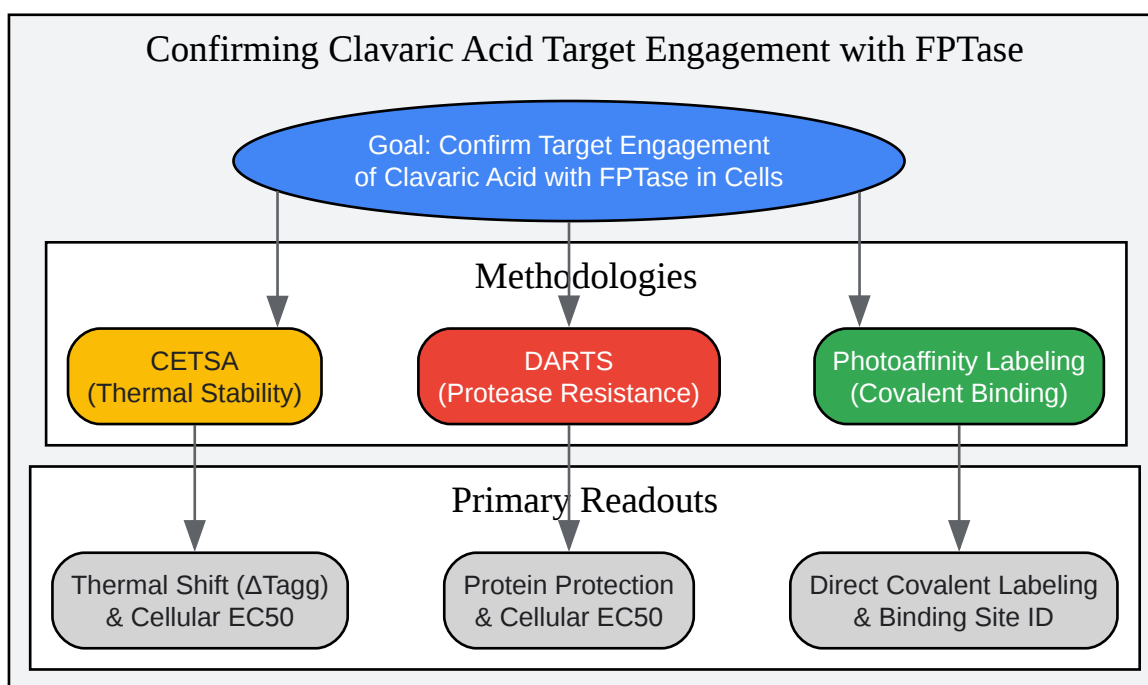 Confirming Clavaric Acid Target Engagement with FPTase
Goal: Confirm Target Engagement
of Clavaric Acid with FPTase in Cells
Methodologies
CETSA
(Thermal Stability)
DARTS
(Protease Resistance)
Photoaffinity Labeling
(Covalent Binding)
Primary Readouts
Thermal Shift (ΔTagg)
& Cellular EC50
Protein Protection
& Cellular EC50
Direct Covalent Labeling
& Binding Site ID